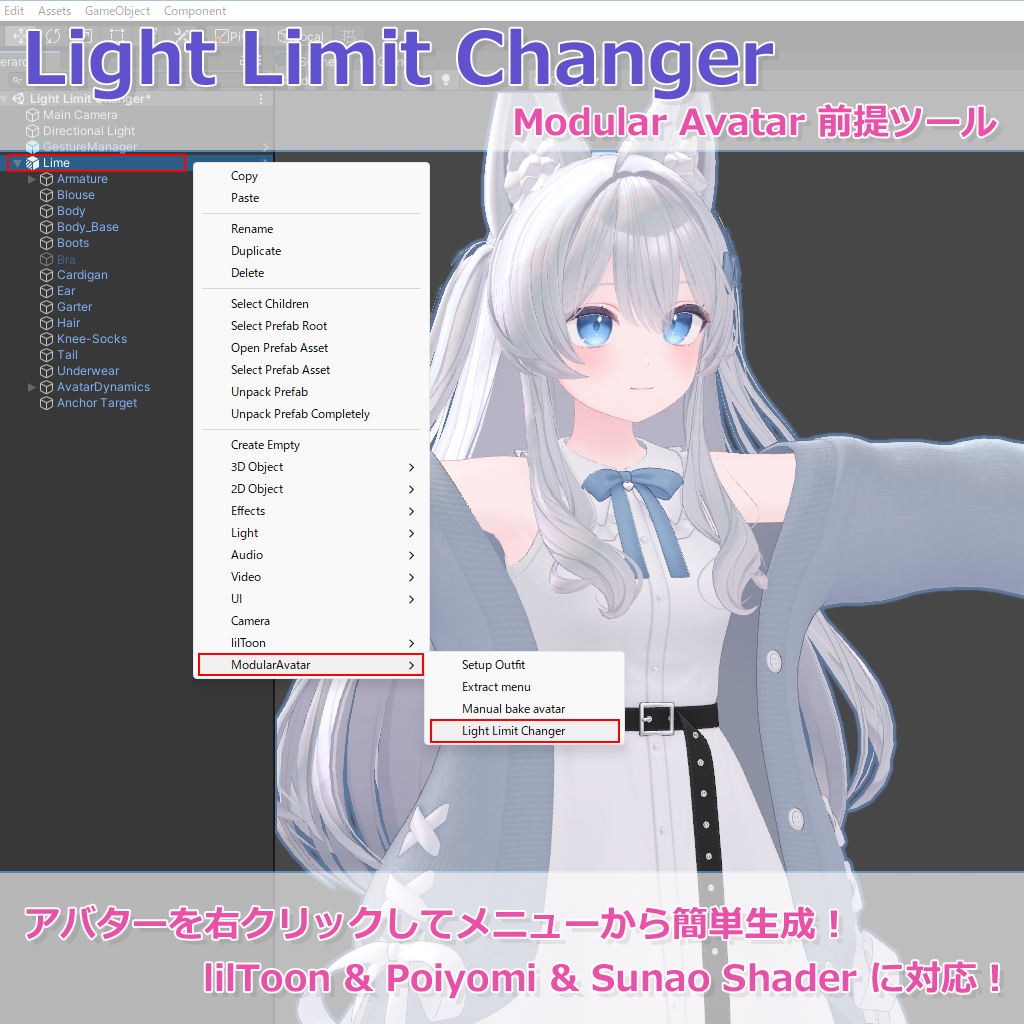 Edit Assets GameObject Component
Light Limit Changer
Modular Avatar 前提ツール
Light Limit Changer*
Main Camera
Directional Light
GestureManager
Lime
Armature
Blouse
Body
Body_Base
Boots
Bra
Cardigan
Ear
Garter
Hair
Knee-Socks
Tail
Underwear
AvatarDynamics
Anchor Target
Copy
Paste
Rename
Duplicate
Delete
Select Children
Select Prefab Root
Open Prefab Asset
Select Prefab Asset
Unpack Prefab
Unpack Prefab Completely
Create Empty
3D Object
2D Object
Effects
Light
Audio
Video
UI
Camera
lilToon
ModularAvatar
Setup Outfit
Extract menu
Manual bake avatar
Light Limit Changer
アバターを右クリックしてメニューから簡単生成！
lilToon & Poiyomi & Sunao Shader に対応！